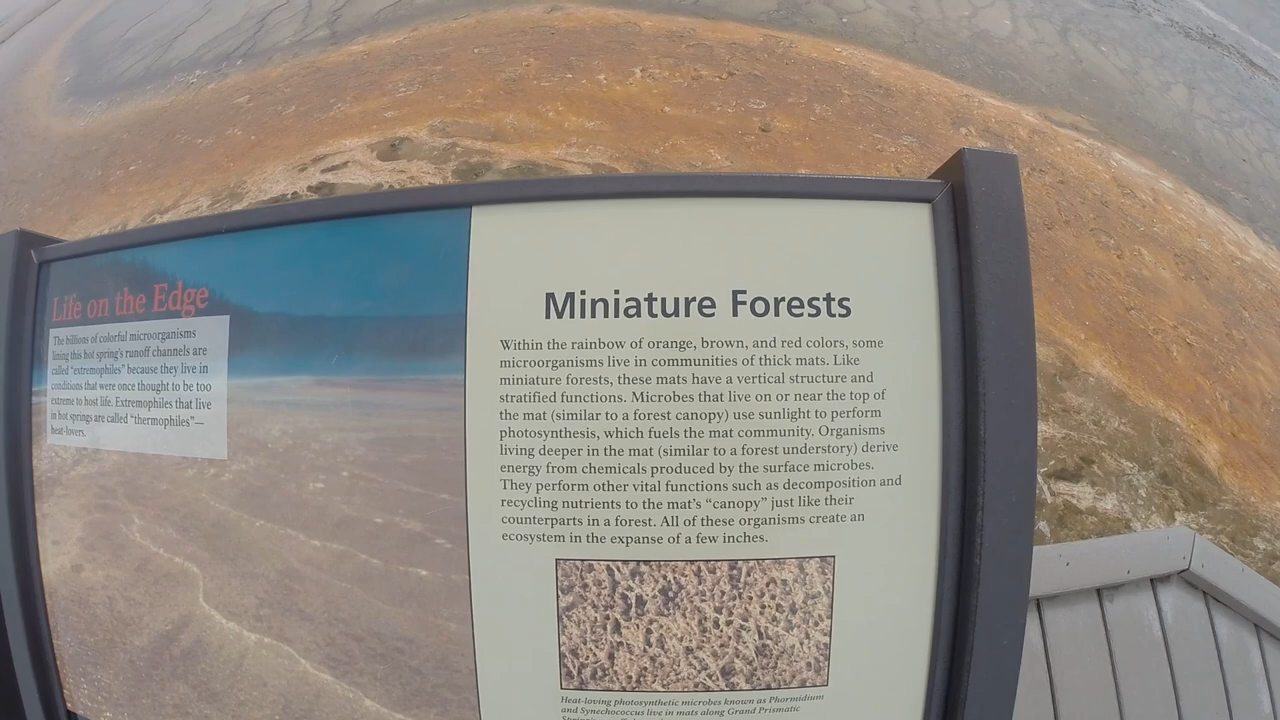 Life on the Edge
The billions of colorful microorganisms
lining this hot spring's runoff channels are
called "extremophiles" because they live in
conditions that were once thought to be too
extreme to host life. Extremophiles that live
in hot springs are called "thermophiles"—
heat-lovers.
Miniature Forests
Within the rainbow of orange, brown, and red colors, some
microorganisms live in communities of thick mats. Like
miniature forests, these mats have a vertical structure and
stratified functions. Microbes that live on or near the top of
the mat (similar to a forest canopy) use sunlight to perform
photosynthesis, which fuels the mat community. Organisms
living deeper in the mat (similar to a forest understory) derive
energy from chemicals produced by the surface microbes.
They perform other vital functions such as decomposition and
recycling nutrients to the mat's "canopy" just like their
counterparts in a forest. All of these organisms create an
ecosystem in the expanse of a few inches.
Heat-loving photosynthetic microbes known as Phormidium
and Synechococcus live in mats along Grand Prismatic